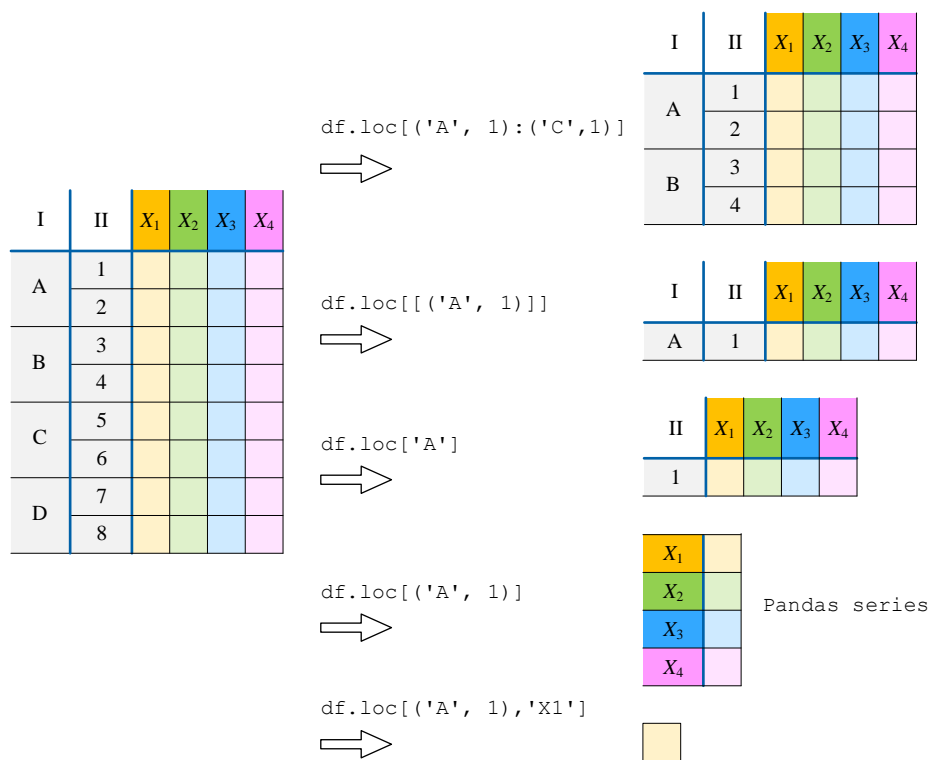 I II X1 X2 X3 X4
A 1
2
B 3
4
C 5
6
D 7
8
df.loc[('A', 1):('C',1)]
I II X1 X2 X3 X4
A 1
2
B 3
4
df.loc[[('A', 1)]]
I II X1 X2 X3 X4
A 1
df.loc['A']
II X1 X2 X3 X4
1
df.loc[('A', 1)]
X1
X2
X3
X4
Pandas series
df.loc[('A', 1),'X1']